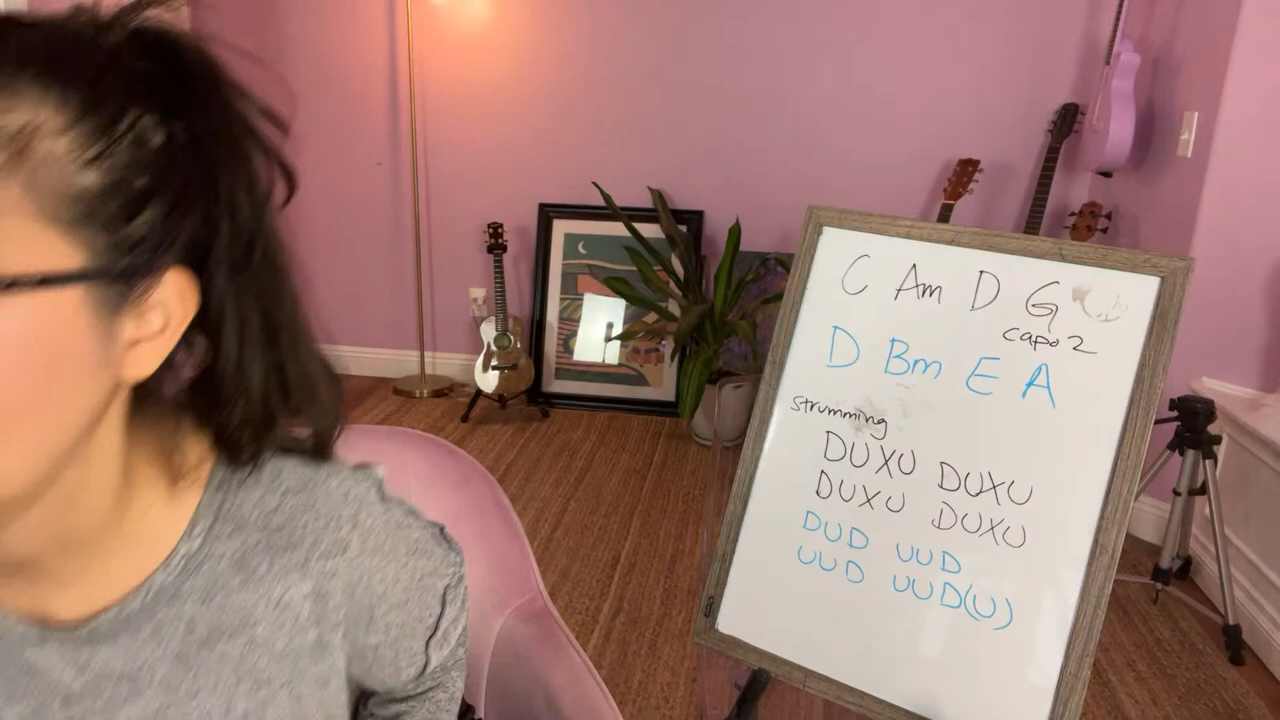 C Am D G
capo 2
D Bm E A
strumming
DUXU DUXU
DUXU DUXU
DUD UUD
UUD UUD(U)